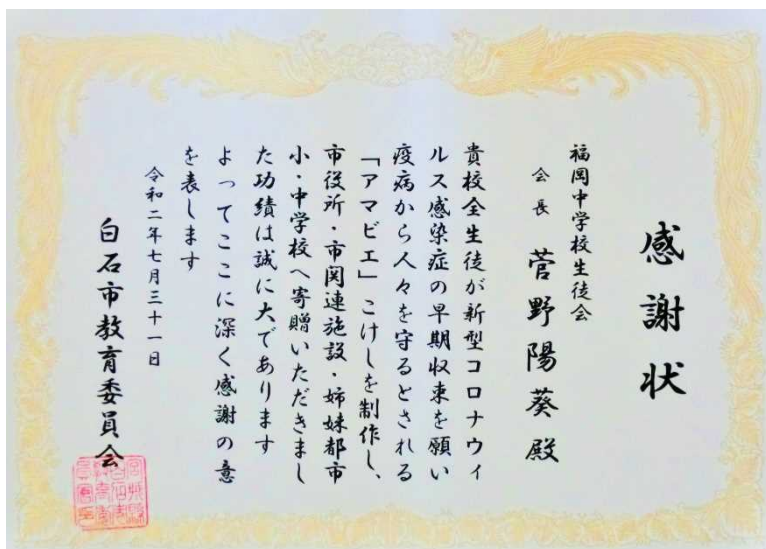 感謝状
福岡中学校生徒会
会長 菅野陽葵殿
貴校全生徒が新型コロナウィ
ルス感染症の早期収束を願い
疫病から人々を守るとされる
「アマビエ」こけしを制作し、
市役所・市関連施設・姉妹都市
小・中学校へ寄贈いただきまし
た功績は誠に大であります
よってここに深く感謝の意
を表します
令和二年七月三十一日
白石市教育委員会